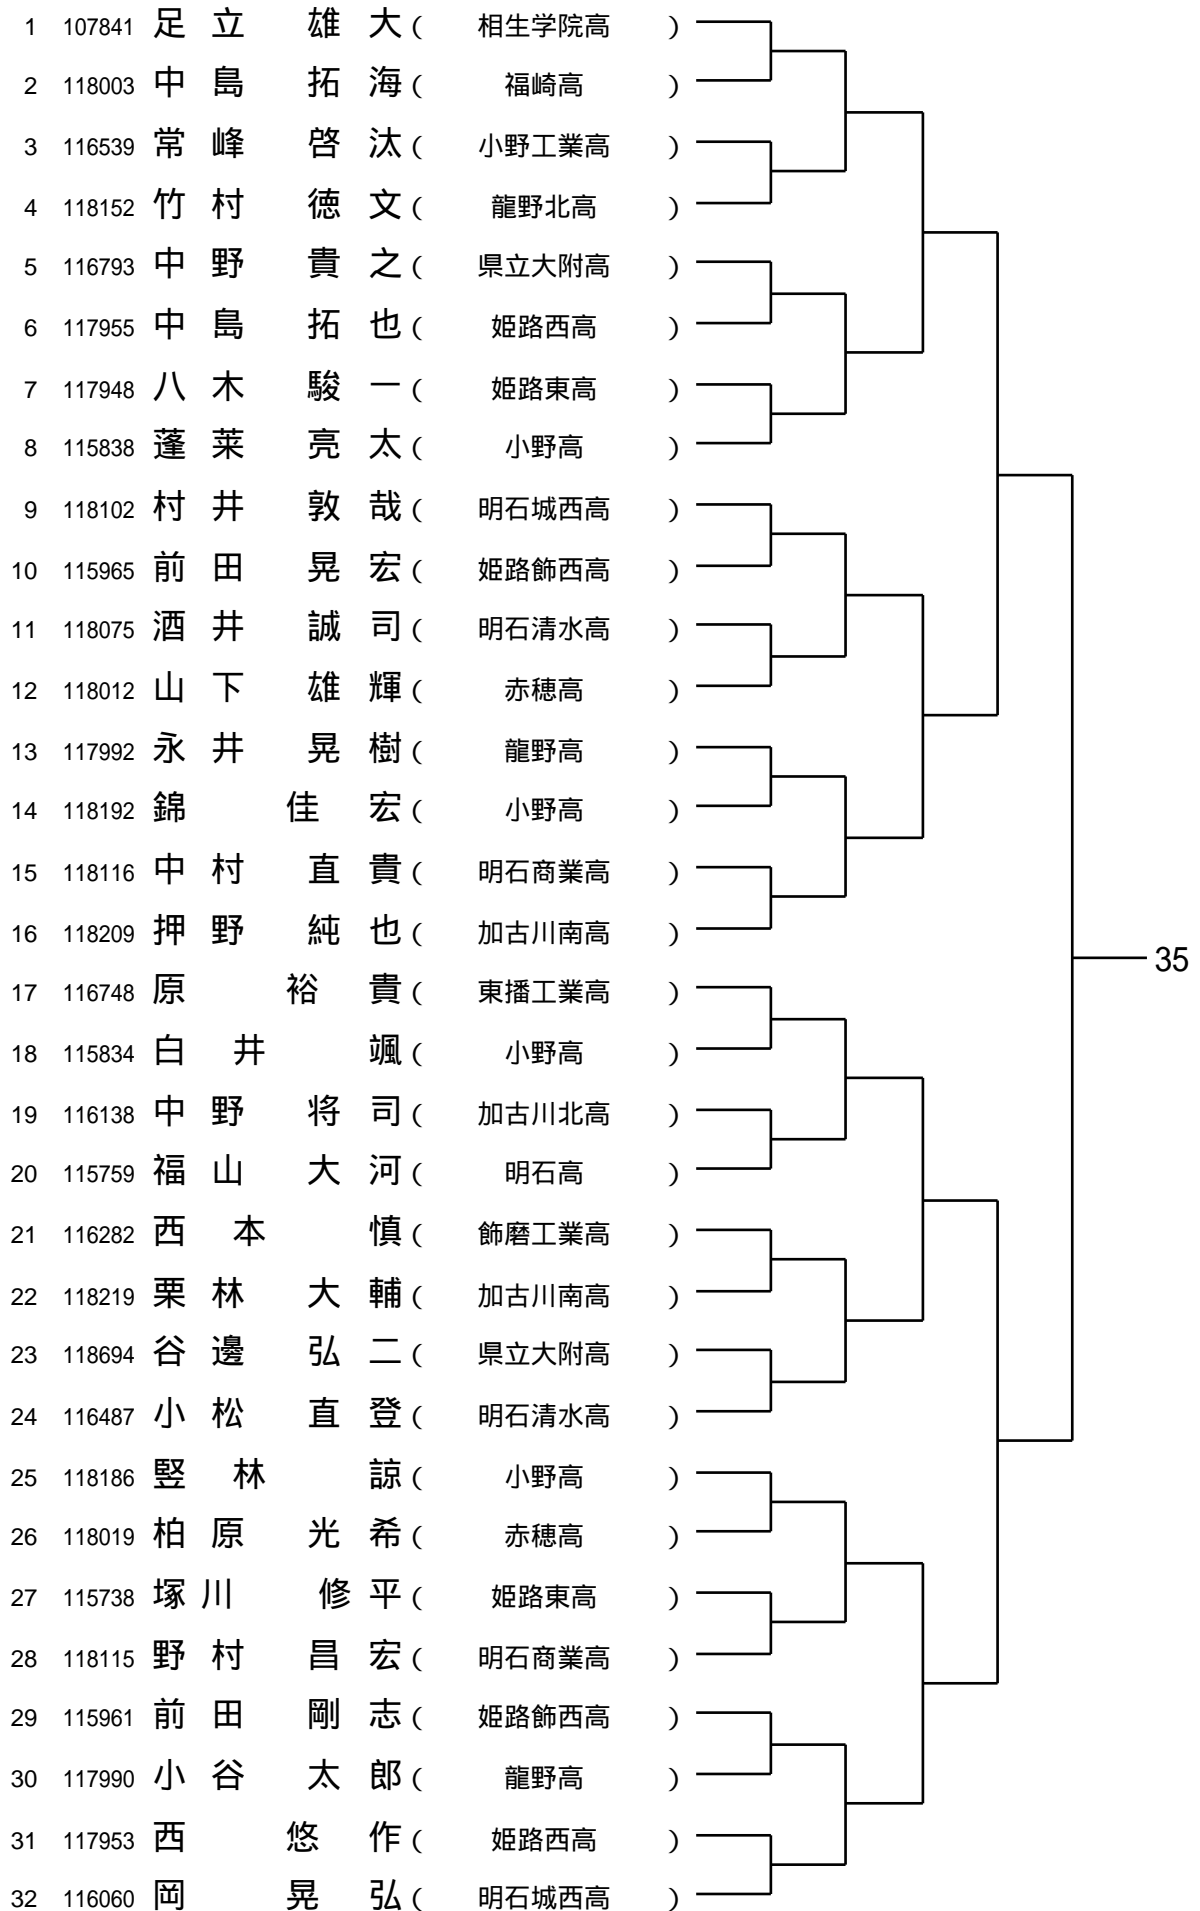 1 107841 足立 雄大 ( 相生学院高 )
2 118003 中島 拓海 ( 福崎高 )
3 116539 常峰 啓汰 ( 小野工業高 )
4 118152 竹村 徳文 ( 龍野北高 )
5 116793 中野 貴之 ( 県立大附高 )
6 117955 中島 拓也 ( 姫路西高 )
7 117948 八木 駿一 ( 姫路東高 )
8 115838 蓬莱 亮太 ( 小野高 )
9 118102 村井 敦哉 ( 明石城西高 )
10 115965 前田 晃宏 ( 姫路飾西高 )
11 118075 酒井 誠司 ( 明石清水高 )
12 118012 山下 雄輝 ( 赤穂高 )
13 117992 永井 晃樹 ( 龍野高 )
14 118192 錦 佳宏 ( 小野高 )
15 118116 中村 直貴 ( 明石商業高 )
16 118209 押野 純也 ( 加古川南高 )
35
17 116748 原 裕貴 ( 東播工業高 )
18 115834 白井 颯 ( 小野高 )
19 116138 中野 将司 ( 加古川北高 )
20 115759 福山 大河 ( 明石高 )
21 116282 西本 慎 ( 飾磨工業高 )
22 118219 栗林 大輔 ( 加古川南高 )
23 118694 谷邊 弘二 ( 県立大附高 )
24 116487 小松 直登 ( 明石清水高 )
25 118186 竪林 諒 ( 小野高 )
26 118019 柏原 光希 ( 赤穂高 )
27 115738 塚川 修平 ( 姫路東高 )
28 118115 野村 昌宏 ( 明石商業高 )
29 115961 前田 剛志 ( 姫路飾西高 )
30 117990 小谷 太郎 ( 龍野高 )
31 117953 西 悠作 ( 姫路西高 )
32 116060 岡 晃弘 ( 明石城西高 )